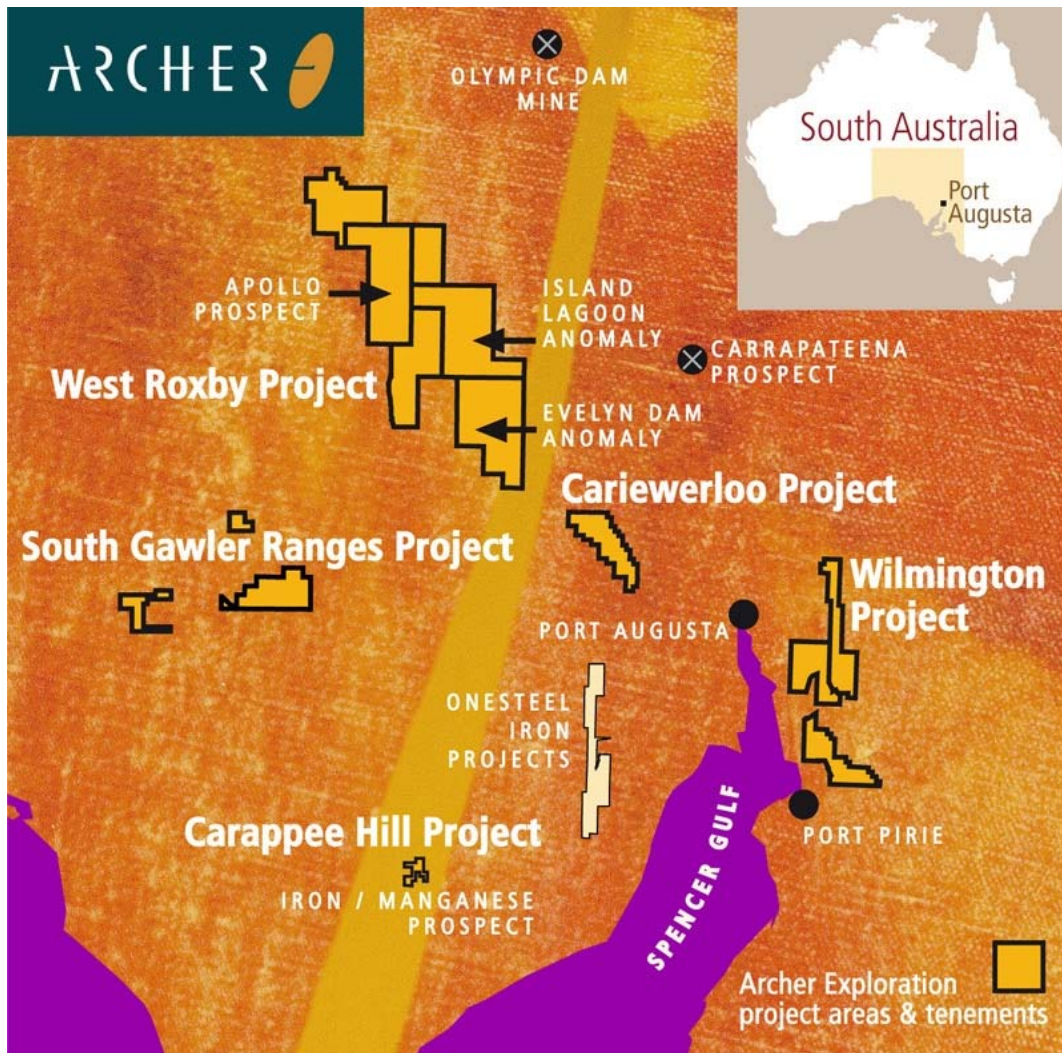 ARCHER
OLYMPIC DAM
MINE
South Australia
Port
Augusta
APOLLO
PROSPECT
ISLAND
LAGOON
ANOMALY
CARRAPATEENA
PROSPECT
West Roxby Project
EVELYN DAM
ANOMALY
Cariewerloo Project
South Gawler Ranges Project
Wilmington
Project
PORT AUGUSTA
ONESTEEL
IRON
PROJECTS
SPENCER GULF
Carappee Hill Project
PORT PIRIE
IRON / MANGANESE
PROSPECT
Archer Exploration
project areas & tenements